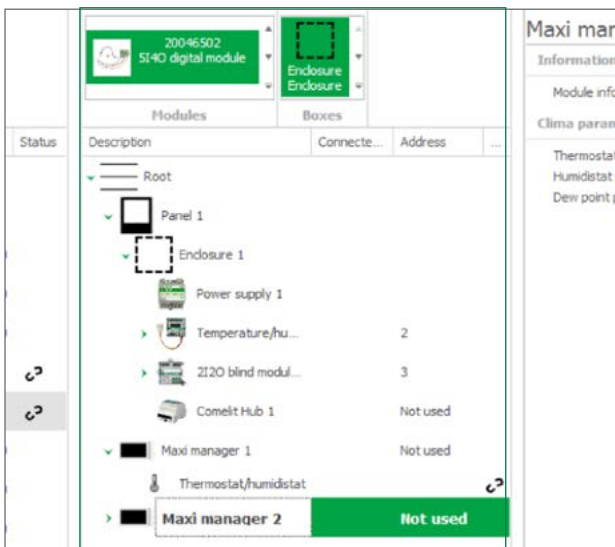 20046502
5I4O digital module
Enclosure
Enclosure
Modules
Boxes
Maxi mar
Information
Module info
Clima param
Thermostat
Humidistat
Dew point p
Status
Description
Connecte...
Address
...
Root
Panel 1
Enclosure 1
Power supply 1
Temperature/hu...
2
2I2O blind modul...
3
Comelit Hub 1
Not used
Maxi manager 1
Not used
Thermostat/humidistat
Maxi manager 2
Not used